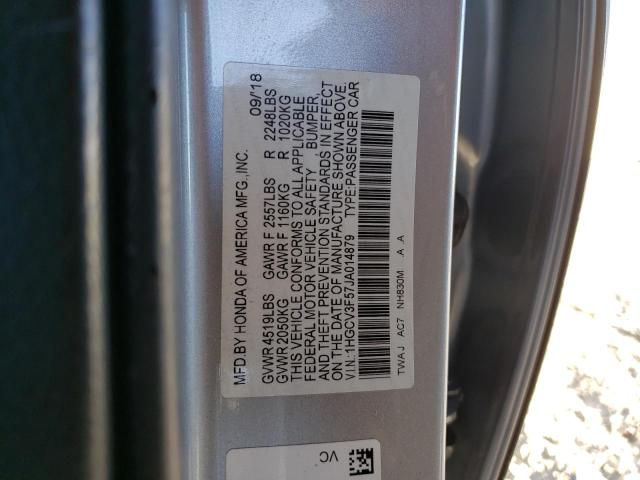 MFD.BY HONDA OF AMERICA MFG.,INC. 09/'18
GVWR 4519LBS GAWR F 2557LBS R 2248LBS
GVWR 2050KG GAWR F 1160KG R 1020KG
THIS VEHICLE CONFORMS TO ALL APPLICABLE
FEDERAL MOTOR VEHICLE SAFETY BUMPER,
AND THEFT PREVENTION STANDARDS IN EFFECT
ON THE DATE OF MANUFACTURE SHOWN ABOVE.
V.I.N.:1HGCV3F57JA014879 TYPE:PASSENGER CAR
TWA J AC7 NH830M .A .A
VC